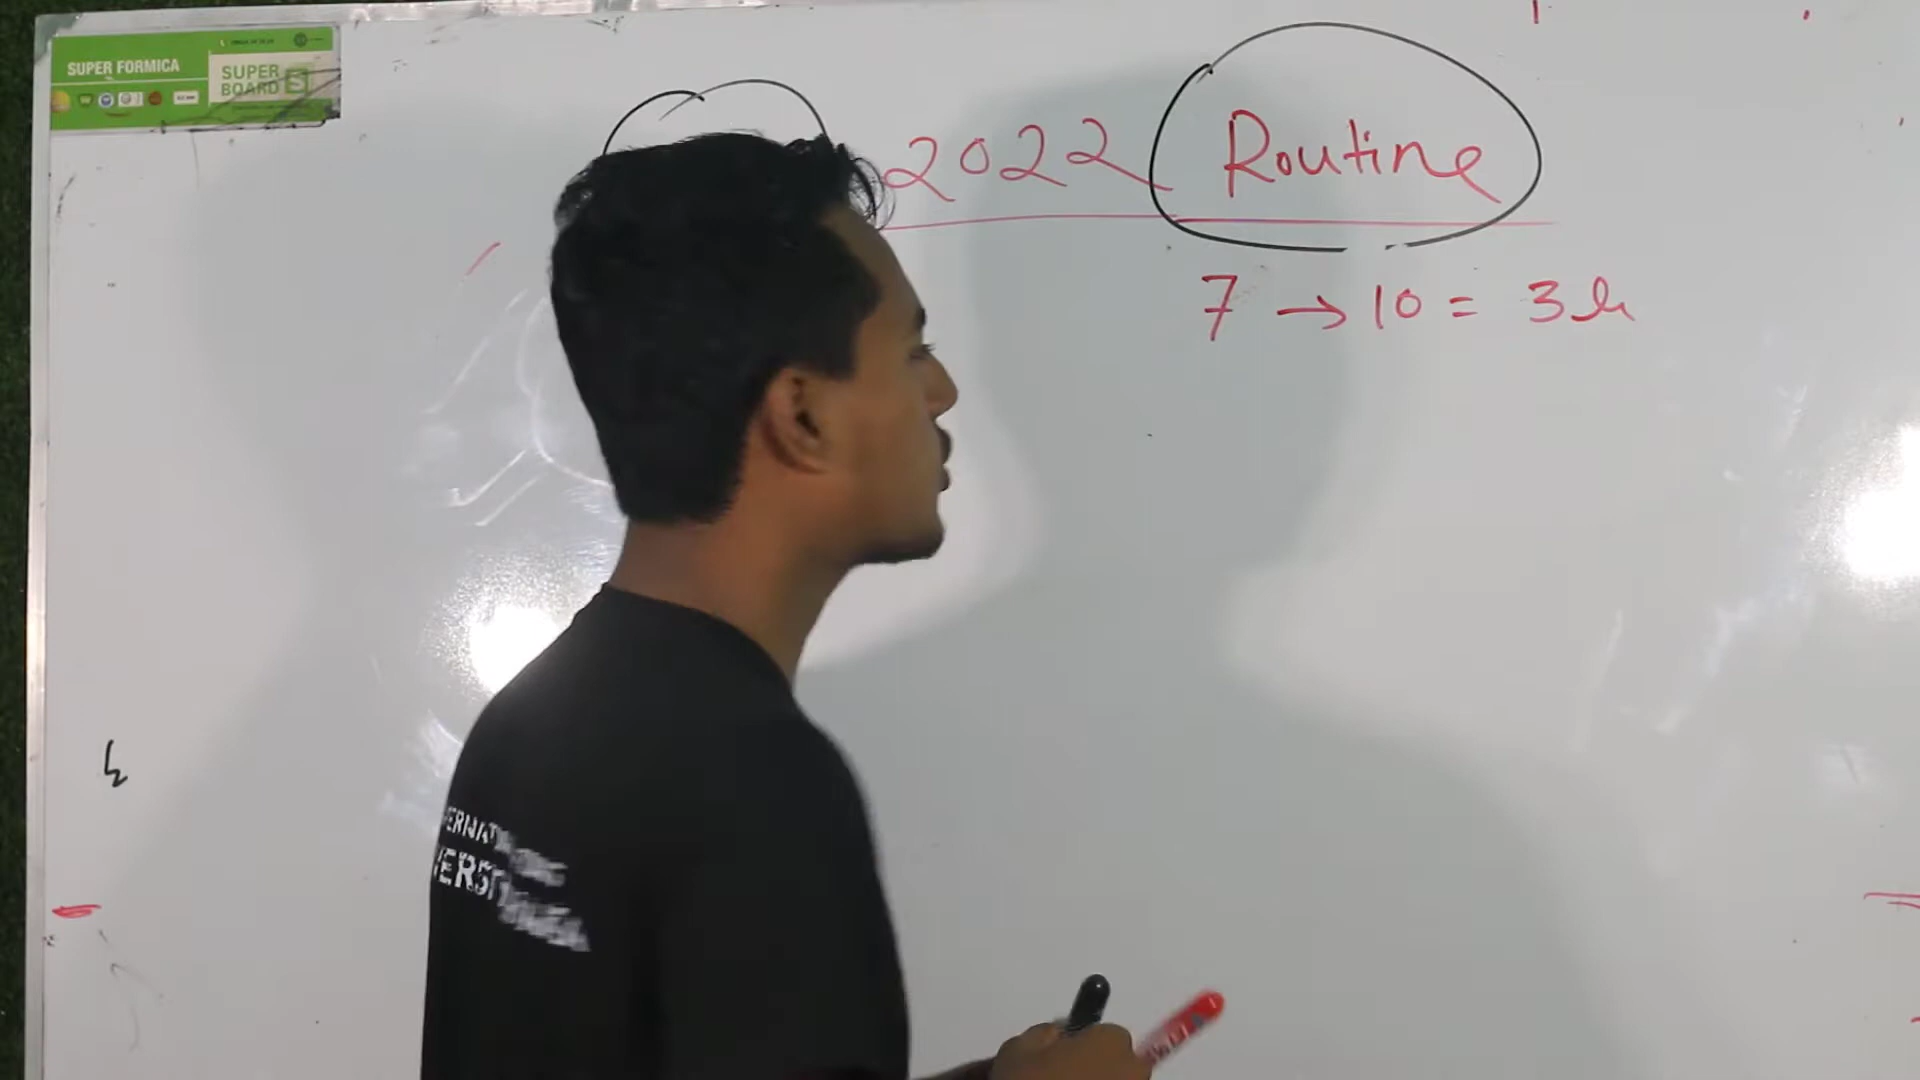 SUPER FORMICA
SUPER
BOARD
2022 Routine
7 → 10 = 3h